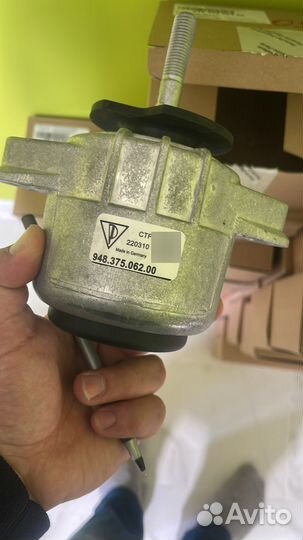 CTF
220310
Made in Germany
948.375.062.00
Avito